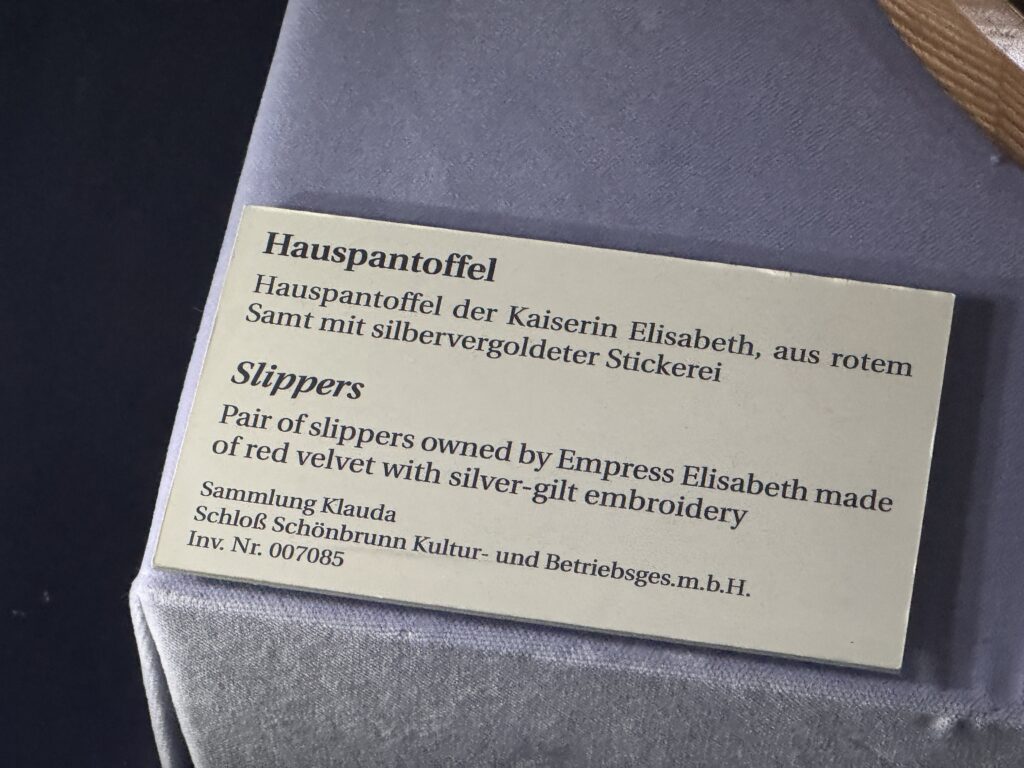 Hauspantoffel
Hauspantoffel der Kaiserin Elisabeth, aus rotem
Samt mit silbervergoldeter Stickerei
Slippers
Pair of slippers owned by Empress Elisabeth made
of red velvet with silver-gilt embroidery
Sammlung Klauda
Schloß Schönbrunn Kultur- und Betriebsges.m.b.H.
Inv. Nr. 007085